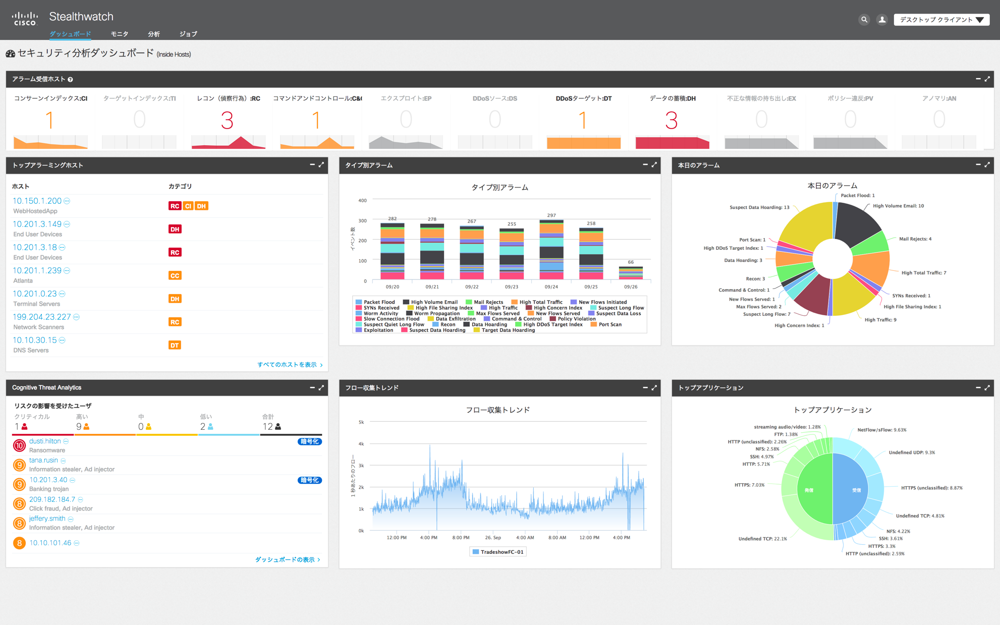 CISCO
Stealthwatch
デスクトップ クライアント
ダッシュボード モニタ 分析 ジョブ
セキュリティ分析ダッシュボード (Inside Hosts)
アラーム受信ホスト
コンサーンインデックス:CI
1
ターゲットインデックス:TI
0
レコン（偵察行為）:RC
3
コマンドアンドコントロール:C&C
1
エクスプロイト:EP
0
DDoSソース:DS
0
DDoSターゲット:DT
1
データの蓄積:DH
3
不正な情報の持ち出し:EX
0
ポリシー違反:PV
0
アノマリ:AN
0
トップアラーミングホスト
ホスト カテゴリ
10.150.1.200
WebHostedApp
RC CI DH
10.201.3.149
End User Devices
DH
10.201.3.18
End User Devices
RC
10.201.1.239
Atlanta
CC
10.201.0.23
Terminal Servers
DH
199.204.23.227
Network Scanners
RC
10.10.30.15
DNS Servers
DT
すべてのホストを表示
タイプ別アラーム
タイプ別アラーム
イベント数
400
300
200
100
0
282 278 267 255 297 258 66
09/20 09/21 09/22 09/23 09/24 09/25 09/26
Packet Flood High Volume Email Mail Rejects High Total Traffic New Flows Initiated
SYNs Received High File Sharing Index High Traffic High Concern Index Suspect Long Flow
Worm Activity Worm Propagation Max Flows Served New Flows Served Suspect Data Loss
Slow Connection Flood Data Exfiltration Command & Control Policy Violation
Suspect Quiet Long Flow Recon Data Hoarding High DDoS Target Index Port Scan
Exploitation Suspect Data Hoarding Target Data Hoarding
本日のアラーム
本日のアラーム
Packet Flood: 1
High Volume Email: 10
Mail Rejects: 4
High Total Traffic: 7
SYNs Received: 1
High File Sharing Index: 1
High Traffic: 9
High Concern Index: 1
Suspect Long Flow: 7
Max Flows Served: 2
New Flows Served: 1
Command & Control: 1
Recon: 3
Data Hoarding: 3
High DDoS Target Index: 1
Port Scan: 1
Suspect Data Hoarding: 13
Cognitive Threat Analytics
リスクの影響を受けたユーザ
クリティカル 高い 中 低い 合計
1 9 0 2 12
10 dusti.hilton 暗号化
Ransomware
9 tana.rusin
Information stealer, Ad injector
9 10.201.3.40 暗号化
Banking trojan
8 209.182.184.7
Click fraud, Ad injector
8 jeffery.smith
Information stealer, Ad injector
8 10.10.101.46
ダッシュボードの表示
フロー収集トレンド
フロー収集トレンド
1 秒あたりのフロー
5k
4k
3k
2k
1k
0k
12:00 PM 4:00 PM 8:00 PM 26. Sep 4:00 AM 8:00 AM 12:00 PM 4:00 PM
TradeshowFC-01
トップアプリケーション
トップアプリケーション
streaming audio/video: 1.28%
FTP: 1.38%
HTTP (unclassified): 2.26%
NFS: 2.58%
SSH: 4.97%
HTTP: 5.71%
HTTPS: 7.03%
Undefined TCP: 22.1%
発信 受信
NetFlow/sFlow: 9.63%
Undefined UDP: 9.3%
HTTPS (unclassified): 8.87%
Undefined TCP: 4.81%
NFS: 4.22%
SSH: 3.61%
HTTPS: 3.3%
HTTP (unclassified): 2.59%